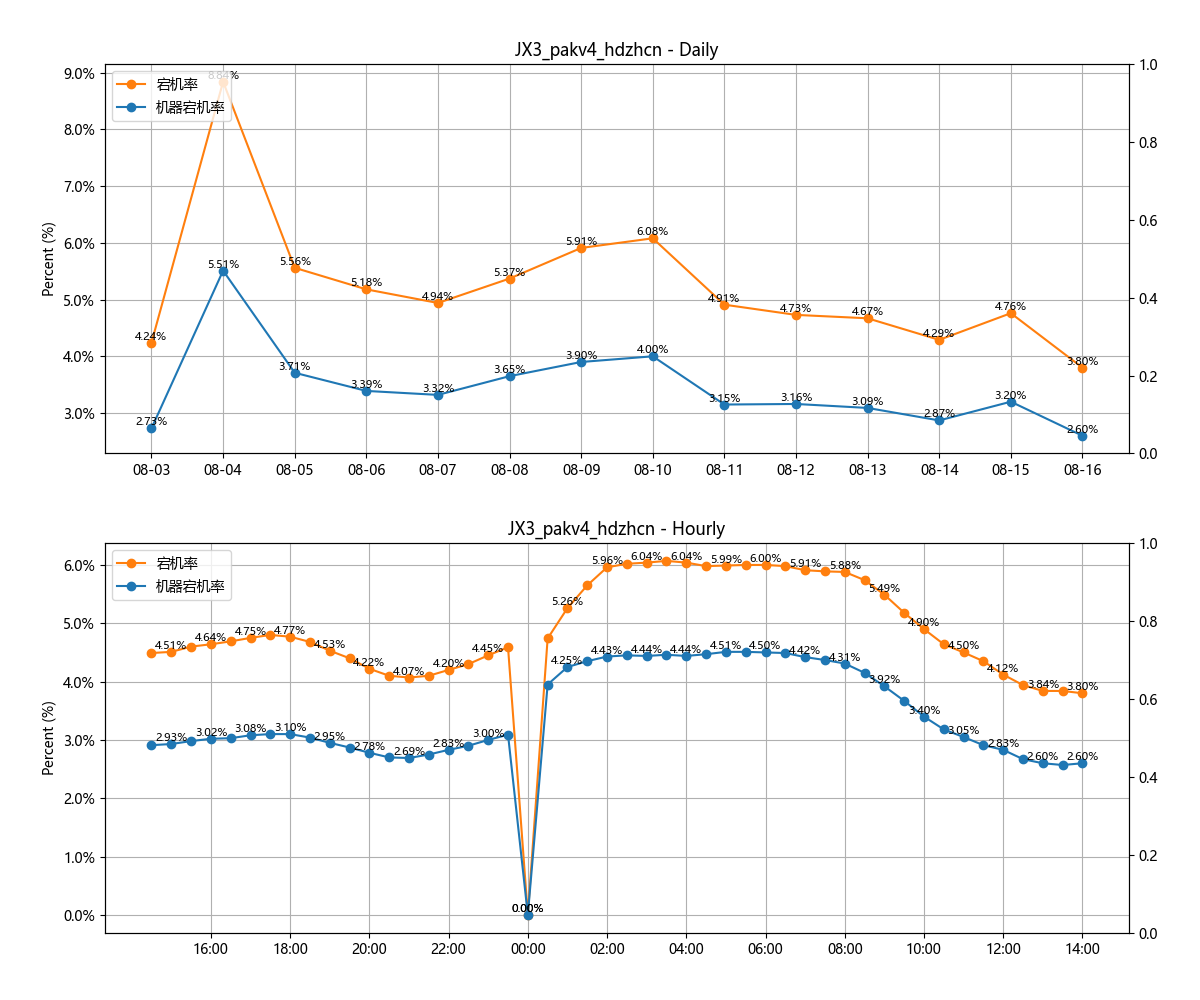 JX3_pakv4_hdzhcn - Daily
宕机率
机器宕机率
Percent (%)
9.0%
8.0%
7.0%
6.0%
5.0%
4.0%
3.0%
1.0
0.8
0.6
0.4
0.2
0.0
4.24% 8.84% 5.56% 5.18% 4.94% 5.37% 5.91% 6.08% 4.91% 4.73% 4.67% 4.29% 4.76% 3.80%
2.73% 5.51% 3.71% 3.39% 3.32% 3.65% 3.90% 4.00% 3.15% 3.16% 3.09% 2.87% 3.20% 2.60%
08-03 08-04 08-05 08-06 08-07 08-08 08-09 08-10 08-11 08-12 08-13 08-14 08-15 08-16
JX3_pakv4_hdzhcn - Hourly
宕机率
机器宕机率
Percent (%)
6.0%
5.0%
4.0%
3.0%
2.0%
1.0%
0.0%
1.0
0.8
0.6
0.4
0.2
0.0
4.51% 4.64% 4.75% 4.77% 4.53% 4.22% 4.07% 4.20% 4.45% 0.00% 5.26% 5.96% 6.04% 6.04% 5.99% 6.00% 5.91% 5.88% 5.49% 4.90% 4.50% 4.12% 3.84% 3.80%
2.93% 3.02% 3.08% 3.10% 2.95% 2.78% 2.69% 2.83% 3.00% 0.00% 4.25% 4.43% 4.44% 4.44% 4.51% 4.50% 4.42% 4.31% 3.92% 3.40% 3.05% 2.83% 2.60% 2.60%
16:00 18:00 20:00 22:00 00:00 02:00 04:00 06:00 08:00 10:00 12:00 14:00